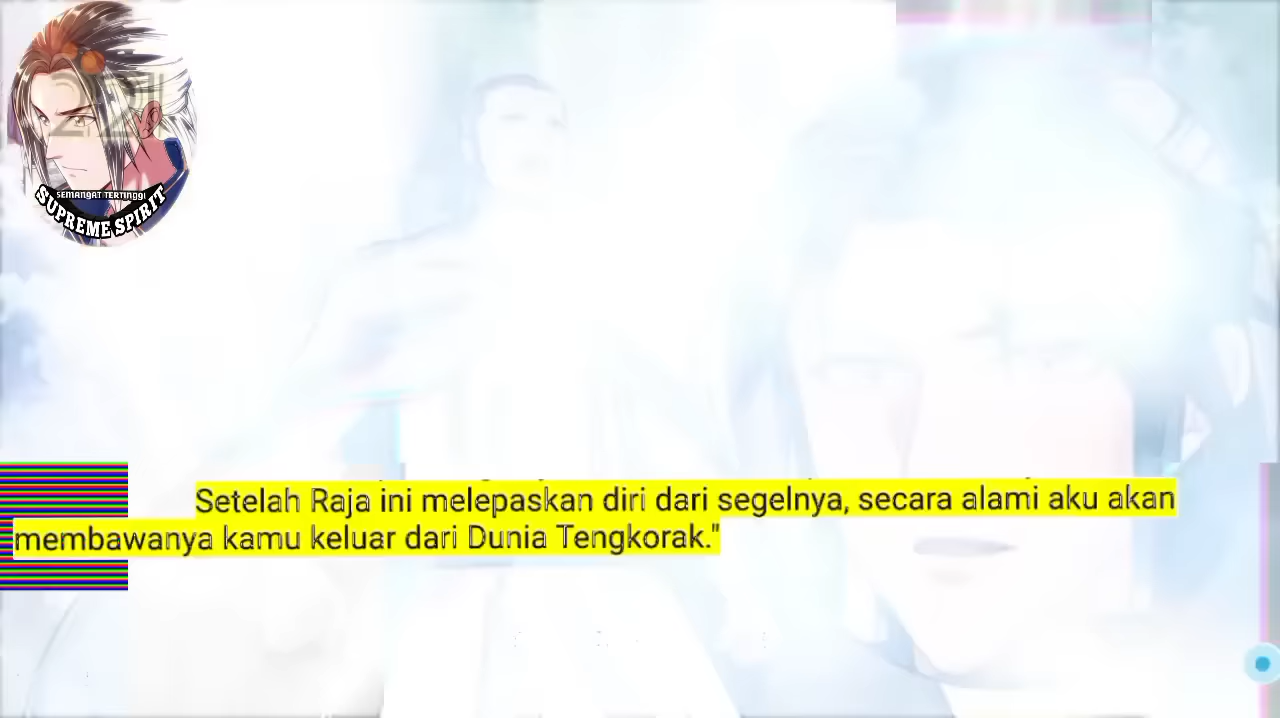 SEMANGAT TERTINGGI
SUPREME SPIRIT
Setelah Raja ini melepaskan diri dari segelnya, secara alami aku akan
membawanya kamu keluar dari Dunia Tengkorak."